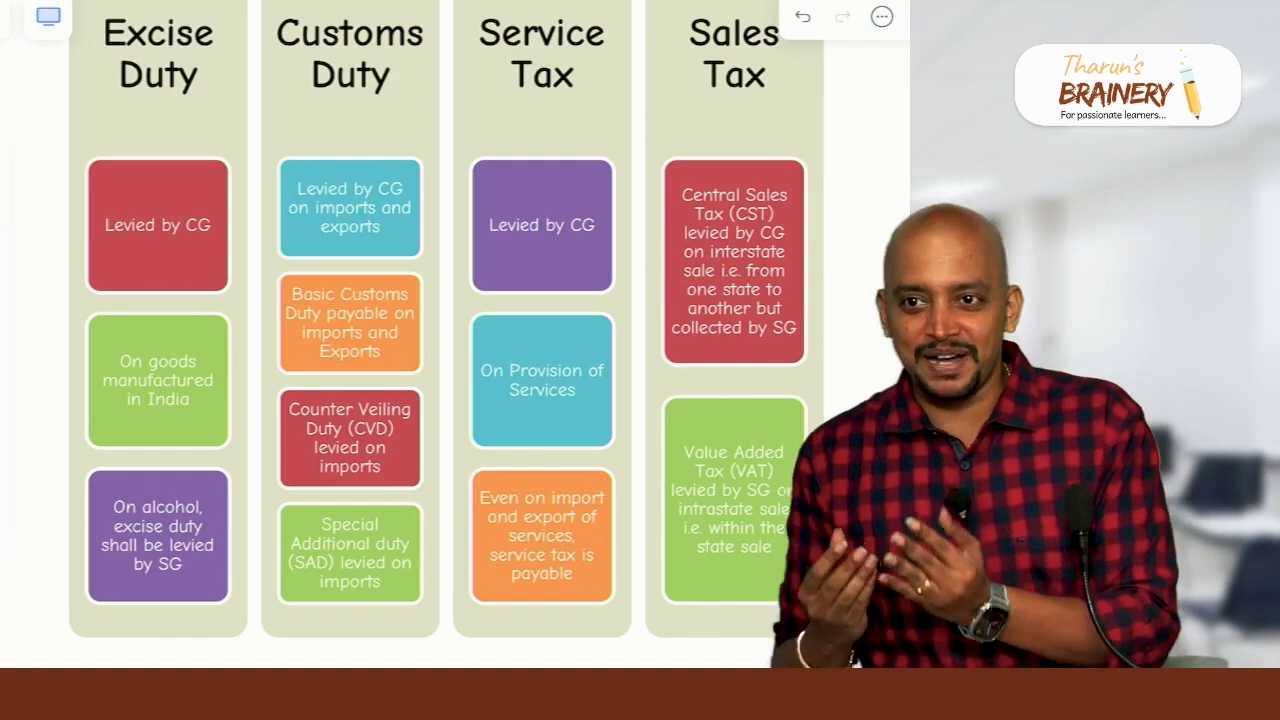 Excise
Duty
Levied by CG
On goods
manufactured
in India
On alcohol,
excise duty
shall be levied
by SG
Customs
Duty
Levied by CG
on imports and
exports
Basic Customs
Duty payable on
imports and
Exports
Counter Veiling
Duty (CVD)
levied on
imports
Special
Additional duty
(SAD) levied on
imports
Service
Tax
Levied by CG
On Provision of
Services
Even on import
and export of
services,
service tax is
payable
Sales
Tax
Central Sales
Tax (CST)
levied by CG
on interstate
sale i.e. from
one state to
another but
collected by SG
Value Added
Tax (VAT)
levied by SG on
intrastate sale
i.e. within the
state sale
Tharun's
BRAINERY
For passionate learners...